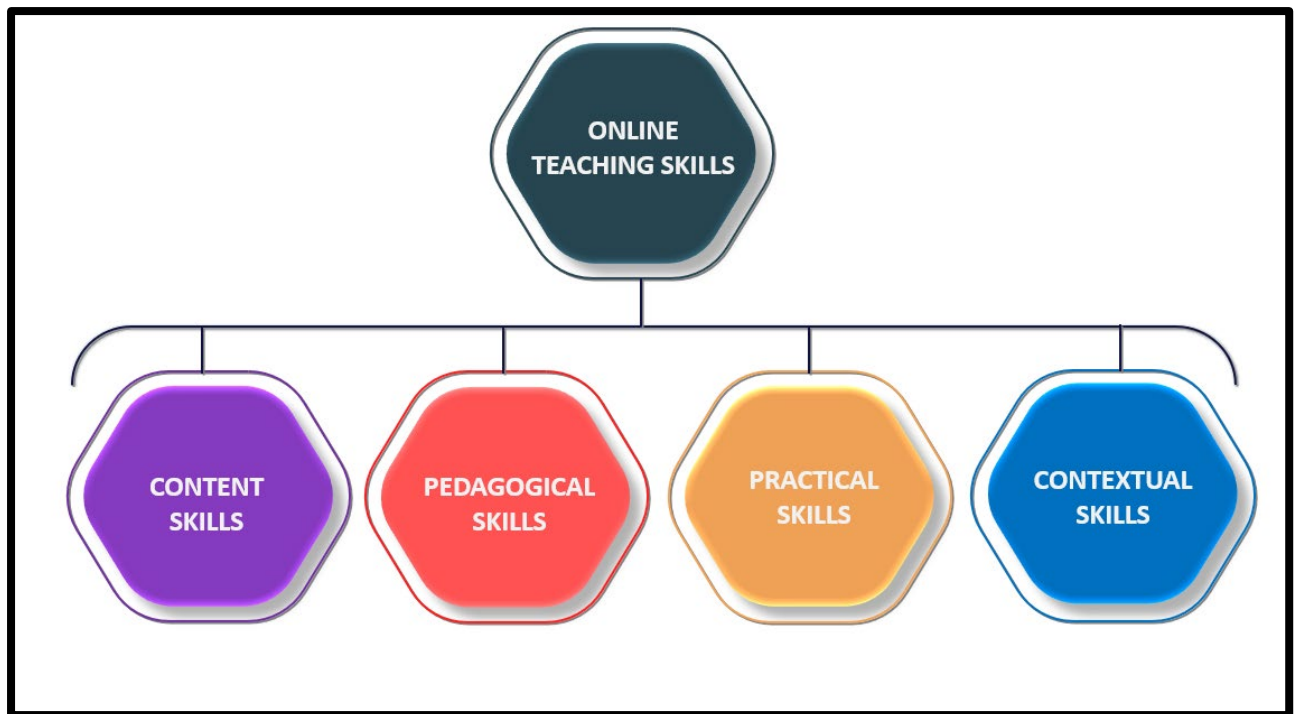 ONLINE
TEACHING SKILLS
CONTENT
SKILLS
PEDAGOGICAL
SKILLS
PRACTICAL
SKILLS
CONTEXTUAL
SKILLS